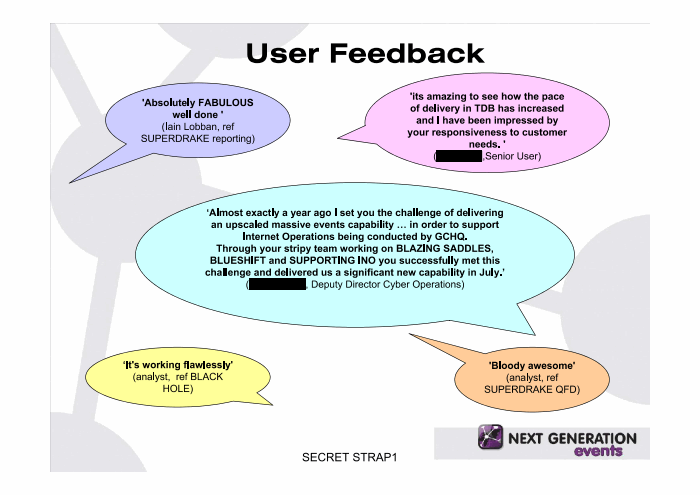 User Feedback
'Absolutely FABULOUS
well done '
(Iain Lobban, ref
SUPERDRAKE reporting)
'its amazing to see how the pace
of delivery in TDB has increased
and I have been impressed by
your responsiveness to customer
needs. '
( ,Senior User)
‘Almost exactly a year ago I set you the challenge of delivering
an upscaled massive events capability … in order to support
Internet Operations being conducted by GCHQ.
Through your stripy team working on BLAZING SADDLES,
BLUESHIFT and SUPPORTING INO you successfully met this
challenge and delivered us a significant new capability in July.’
( , Deputy Director Cyber Operations)
‘It's working flawlessly’
(analyst, ref BLACK
HOLE)
'Bloody awesome'
(analyst, ref
SUPERDRAKE QFD)
NEXT GENERATION
events
SECRET STRAP1